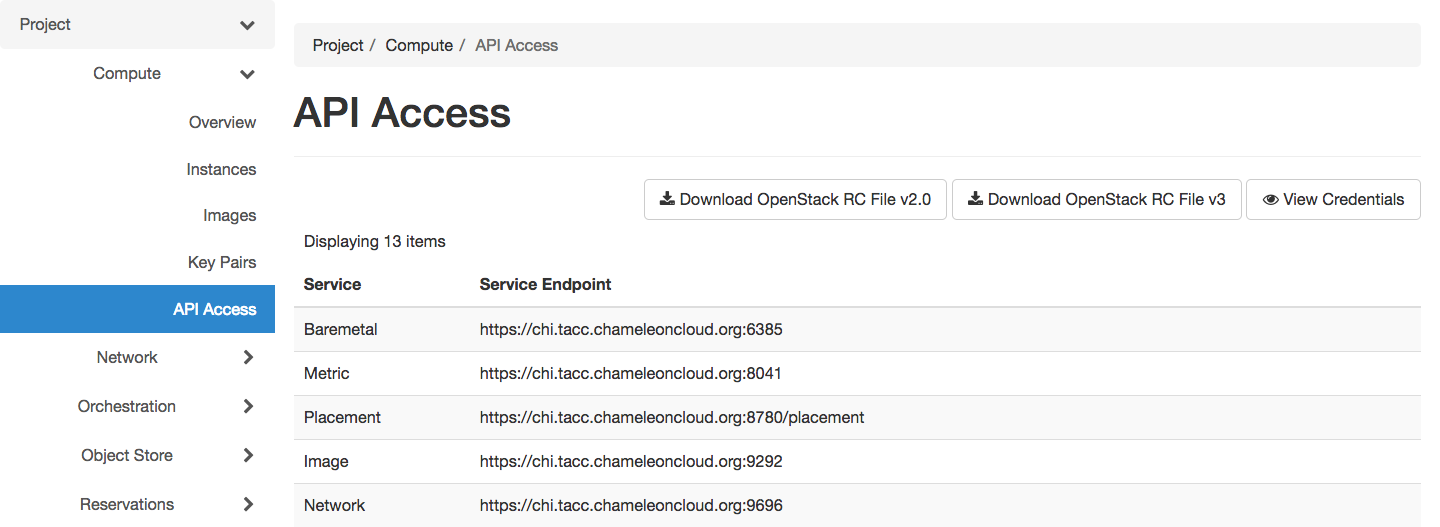 Project
Compute
Overview
Instances
Images
Key Pairs
API Access
Network
Orchestration
Object Store
Reservations
Project / Compute / API Access
API Access
Download OpenStack RC File v2.0 Download OpenStack RC File v3 View Credentials
Displaying 13 items
Service Service Endpoint
Baremetal https://chi.tacc.chameleoncloud.org:6385
Metric https://chi.tacc.chameleoncloud.org:8041
Placement https://chi.tacc.chameleoncloud.org:8780/placement
Image https://chi.tacc.chameleoncloud.org:9292
Network https://chi.tacc.chameleoncloud.org:9696